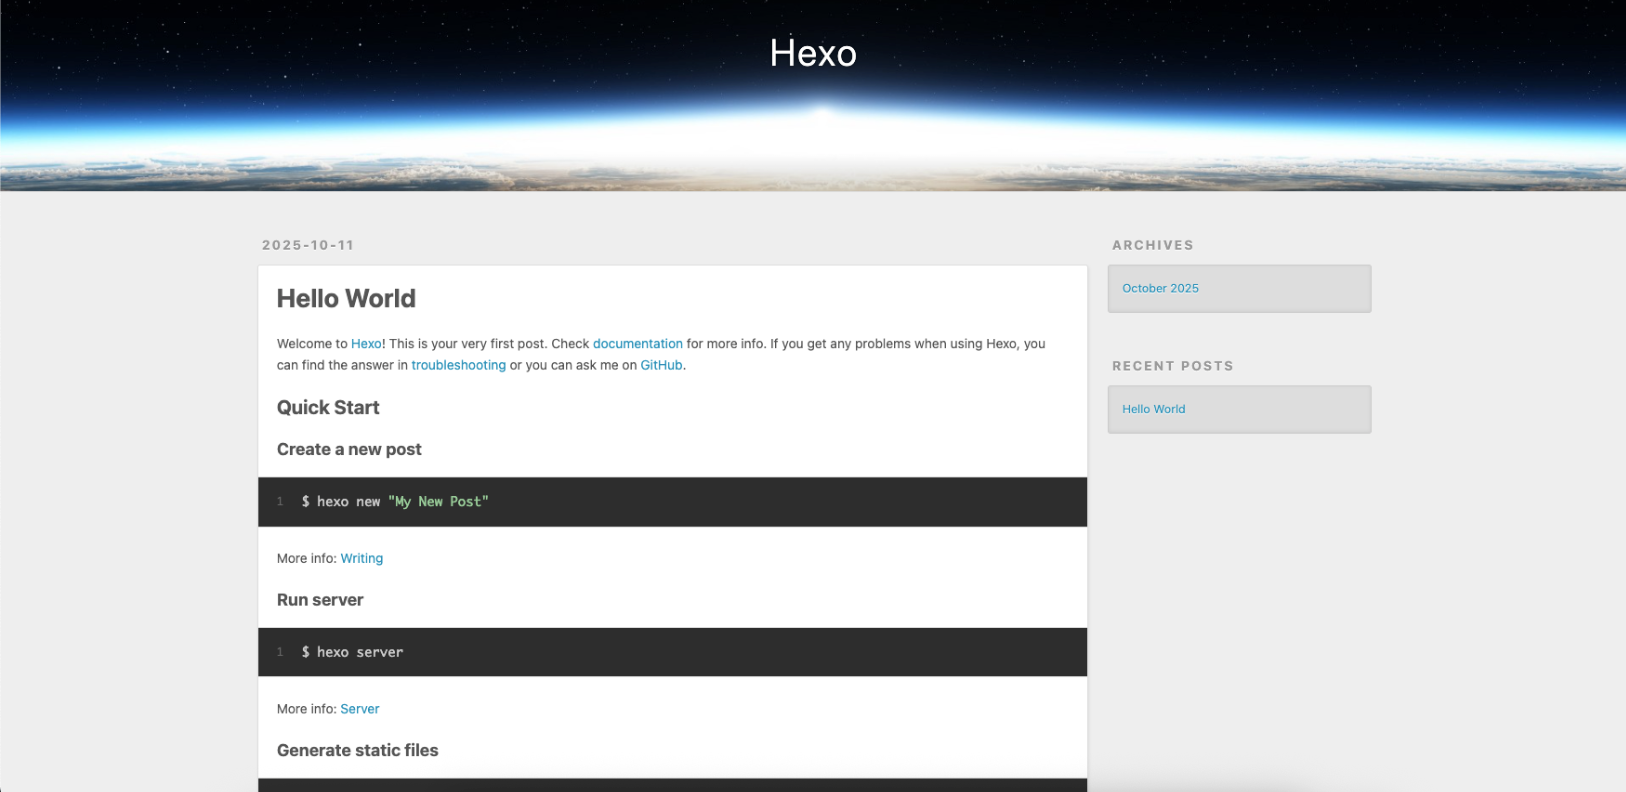 Hexo
2025-10-11
Hello World
Welcome to Hexo! This is your very first post. Check documentation for more info. If you get any problems when using Hexo, you
can find the answer in troubleshooting or you can ask me on GitHub.
Quick Start
Create a new post
1 $ hexo new "My New Post"
More info: Writing
Run server
1 $ hexo server
More info: Server
Generate static files
ARCHIVES
October 2025
RECENT POSTS
Hello World